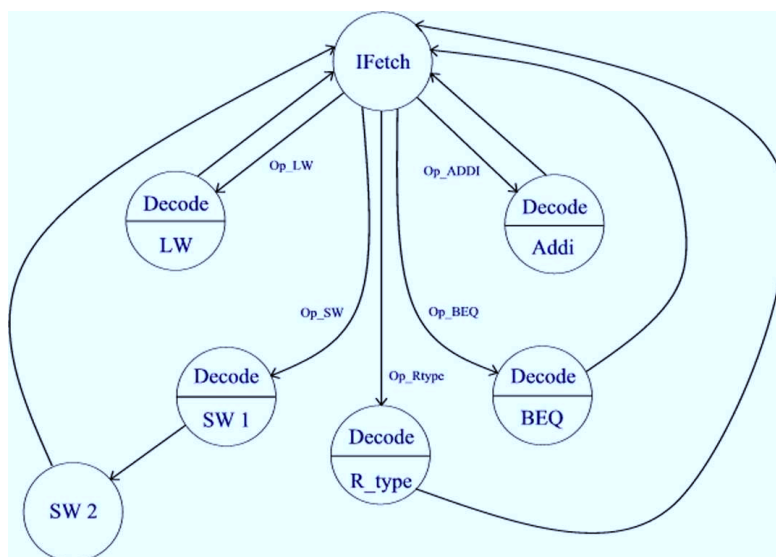 IFetch
Op_LW
Op_ADDI
Decode
LW
Decode
Addi
Op_SW
Op_BEQ
Decode
SW 1
Op_Rtype
Decode
BEQ
Decode
R_type
SW 2